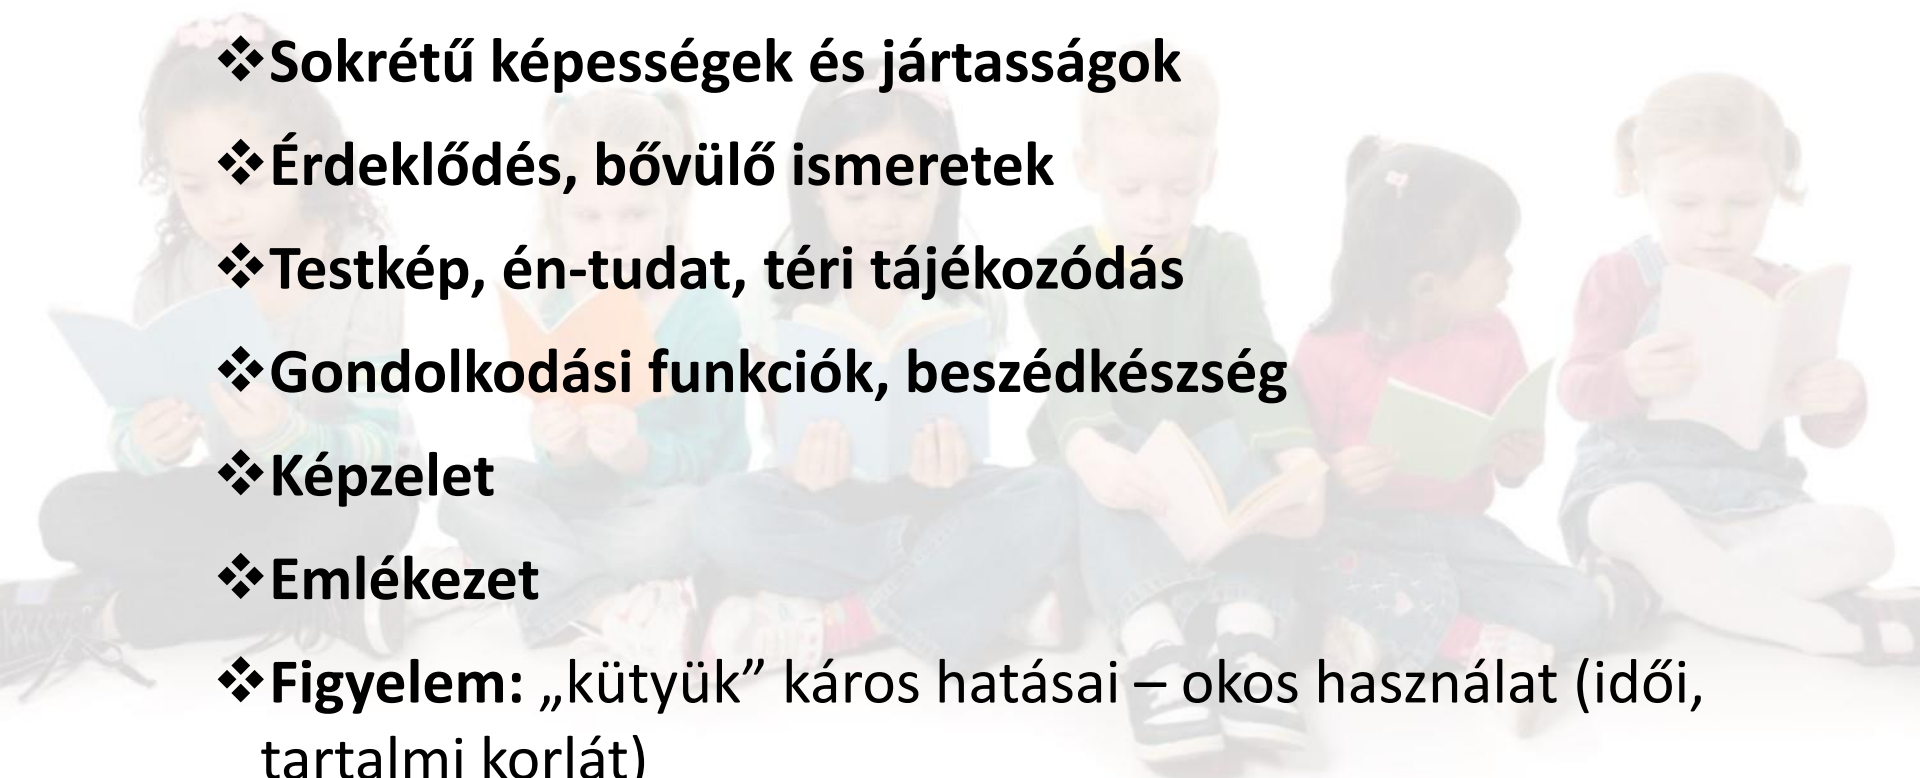 ❖Sokrétű képességek és jártasságok
❖Érdeklődés, bővülő ismeretek
❖Testkép, én-tudat, téri tájékozódás
❖Gondolkodási funkciók, beszédkészség
❖Képzelet
❖Emlékezet
❖Figyelem: „kütyük” káros hatásai – okos használat (idői,
tartalmi korlát)